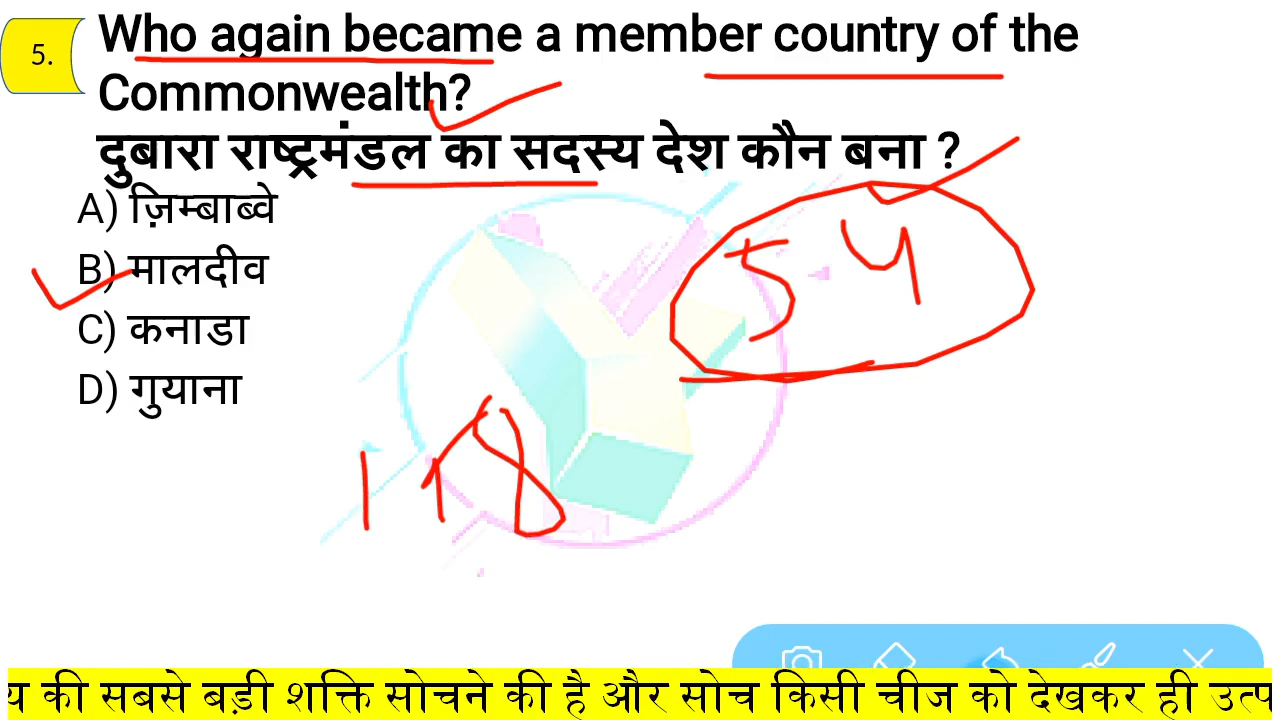 5.
Who again became a member country of the
Commonwealth?
दुबारा राष्ट्रमंडल का सदस्य देश कौन बना ?
A) ज़िम्बाब्वे
B) मालदीव
C) कनाडा
D) गुयाना
54
118
की सबसे बड़ी शक्ति सोचने की है और सोच किसी चीज को देखकर ही